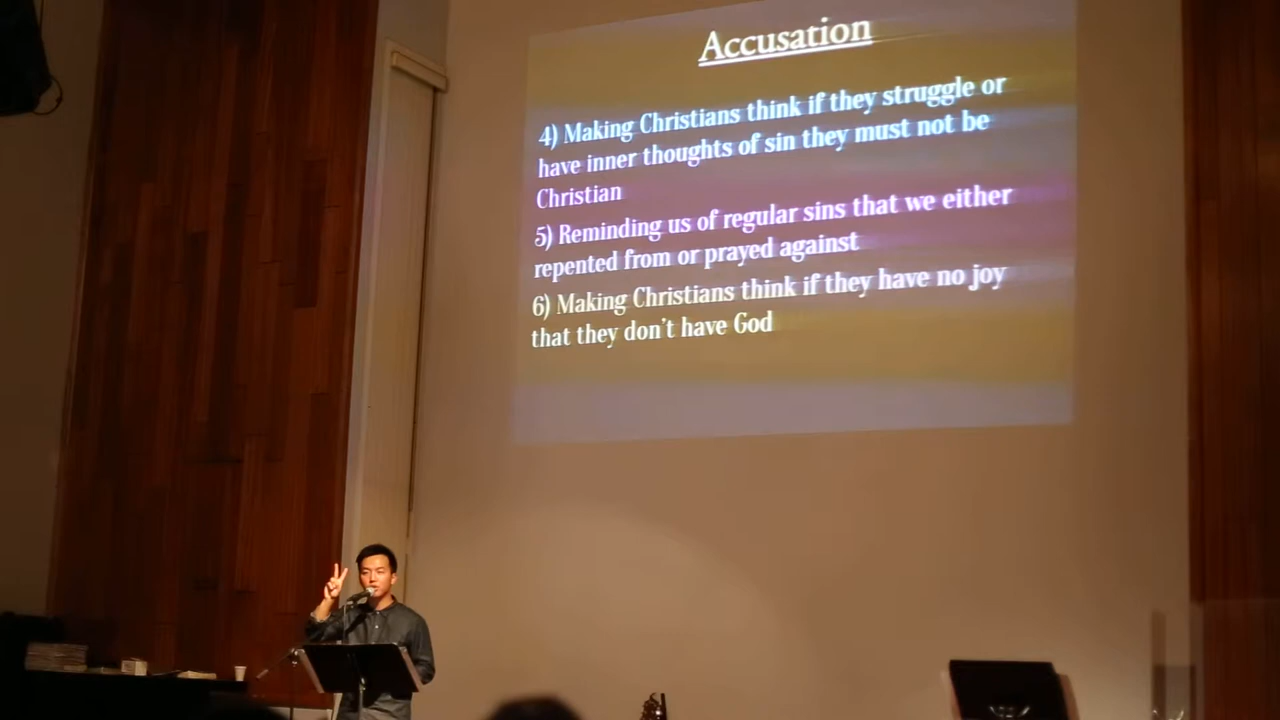 Accusation
4) Making Christians think if they struggle or
have inner thoughts of sin they must not be
Christian
5) Reminding us of regular sins that we either
repented from or prayed against
6) Making Christians think if they have no joy
that they don't have God